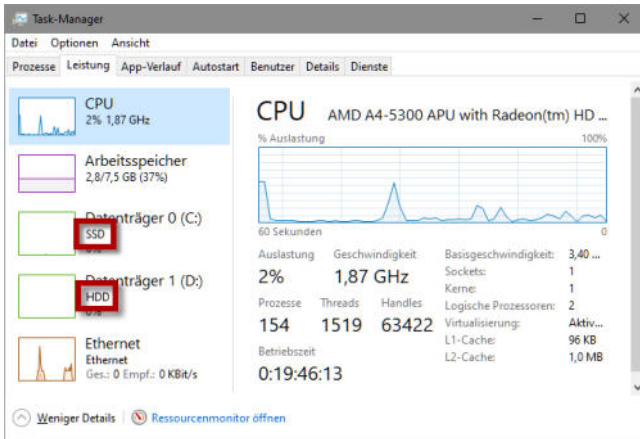 Task-Manager
Datei Optionen Ansicht
Prozesse Leistung App-Verlauf Autostart Benutzer Details Dienste
CPU
2% 1,87 GHz
Arbeitsspeicher
2,8/7,5 GB (37%)
Datenträger 0 (C:)
SSD
0%
Datenträger 1 (D:)
HDD
0%
Ethernet
Ethernet
Ges.: 0 Empf.: 0 KBit/s
CPU AMD A4-5300 APU with Radeon(tm) HD ...
% Auslastung 100%
60 Sekunden 0
Auslastung Geschwindigkeit
2% 1,87 GHz
Prozesse Threads Handles
154 1519 63422
Betriebszeit
0:19:46:13
Basisgeschwindigkeit: 3,40 ...
Sockets: 1
Kerne: 1
Logische Prozessoren: 2
Virtualisierung: Aktiv...
L1-Cache: 96 KB
L2-Cache: 1,0 MB
Weniger Details Ressourcenmonitor öffnen